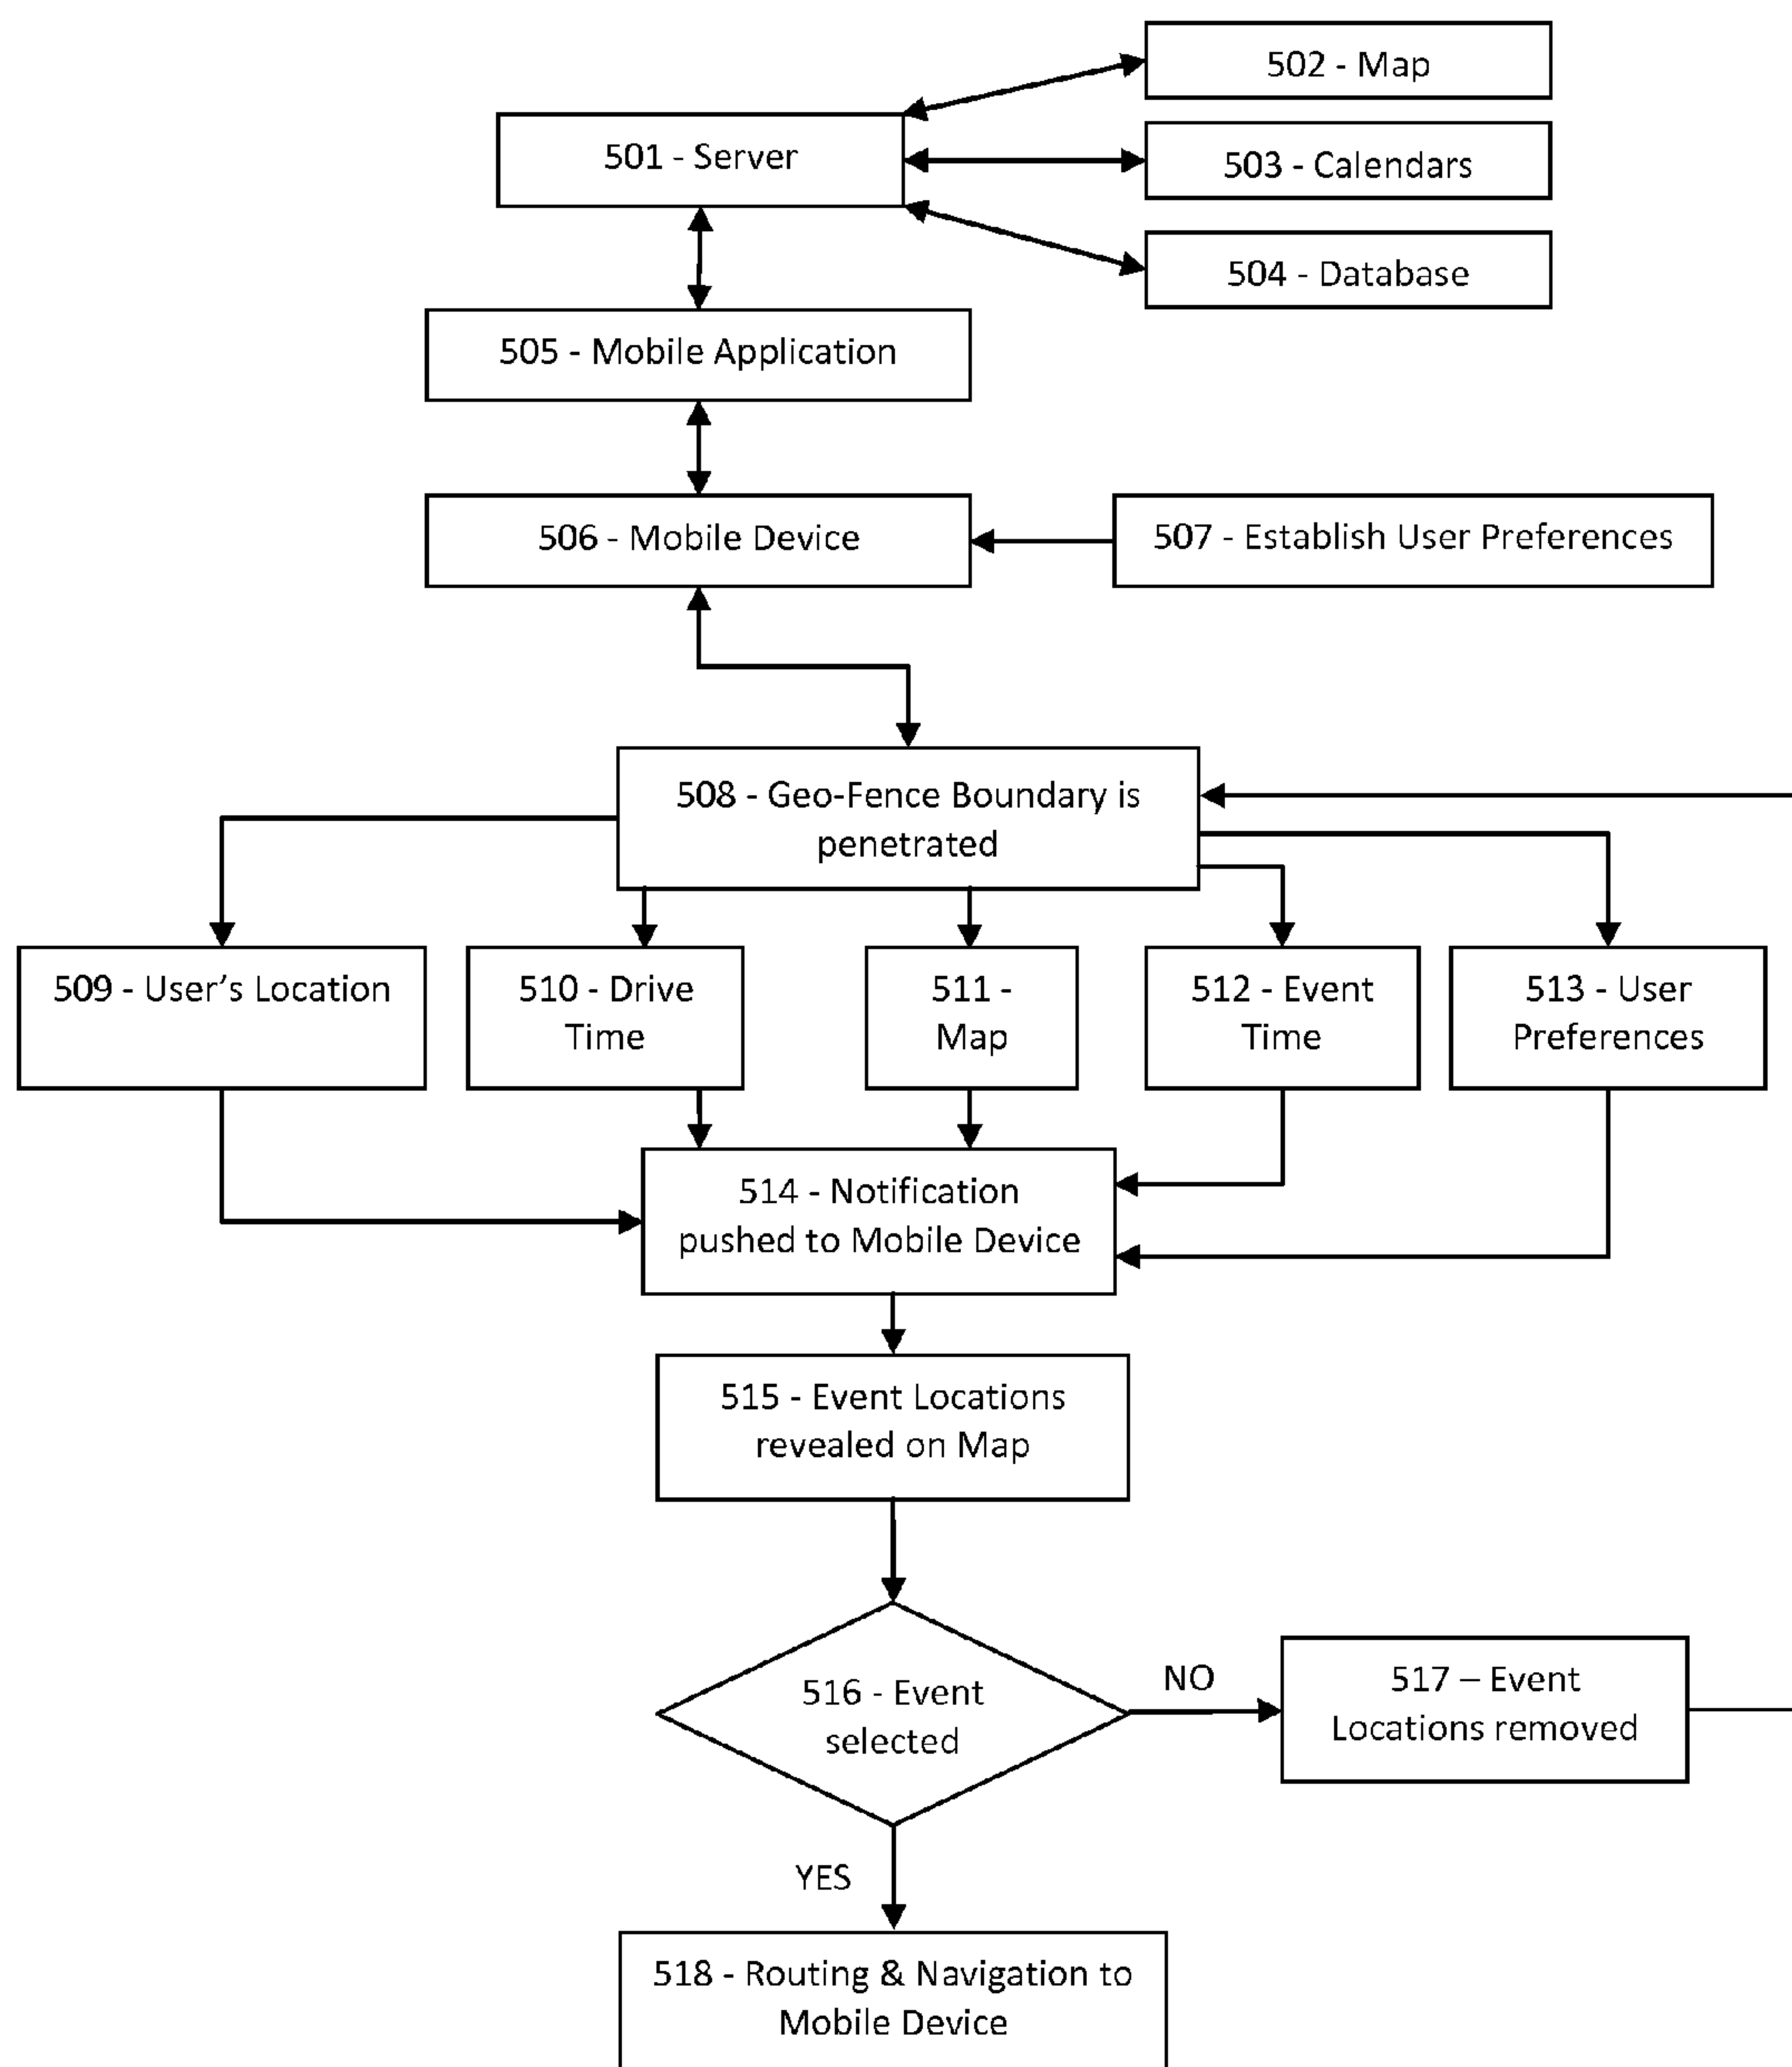 502 - Map
501 - Server
503 - Calendars
504 - Database
505 - Mobile Application
506 - Mobile Device
507 - Establish User Preferences
508 - Geo-Fence Boundary is
penetrated
509 - User’s Location
510 - Drive
Time
511 -
Map
512 - Event
Time
513 - User
Preferences
514 - Notification
pushed to Mobile Device
515 - Event Locations
revealed on Map
516 - Event
selected
NO
517 – Event
Locations removed
YES
518 - Routing & Navigation to
Mobile Device